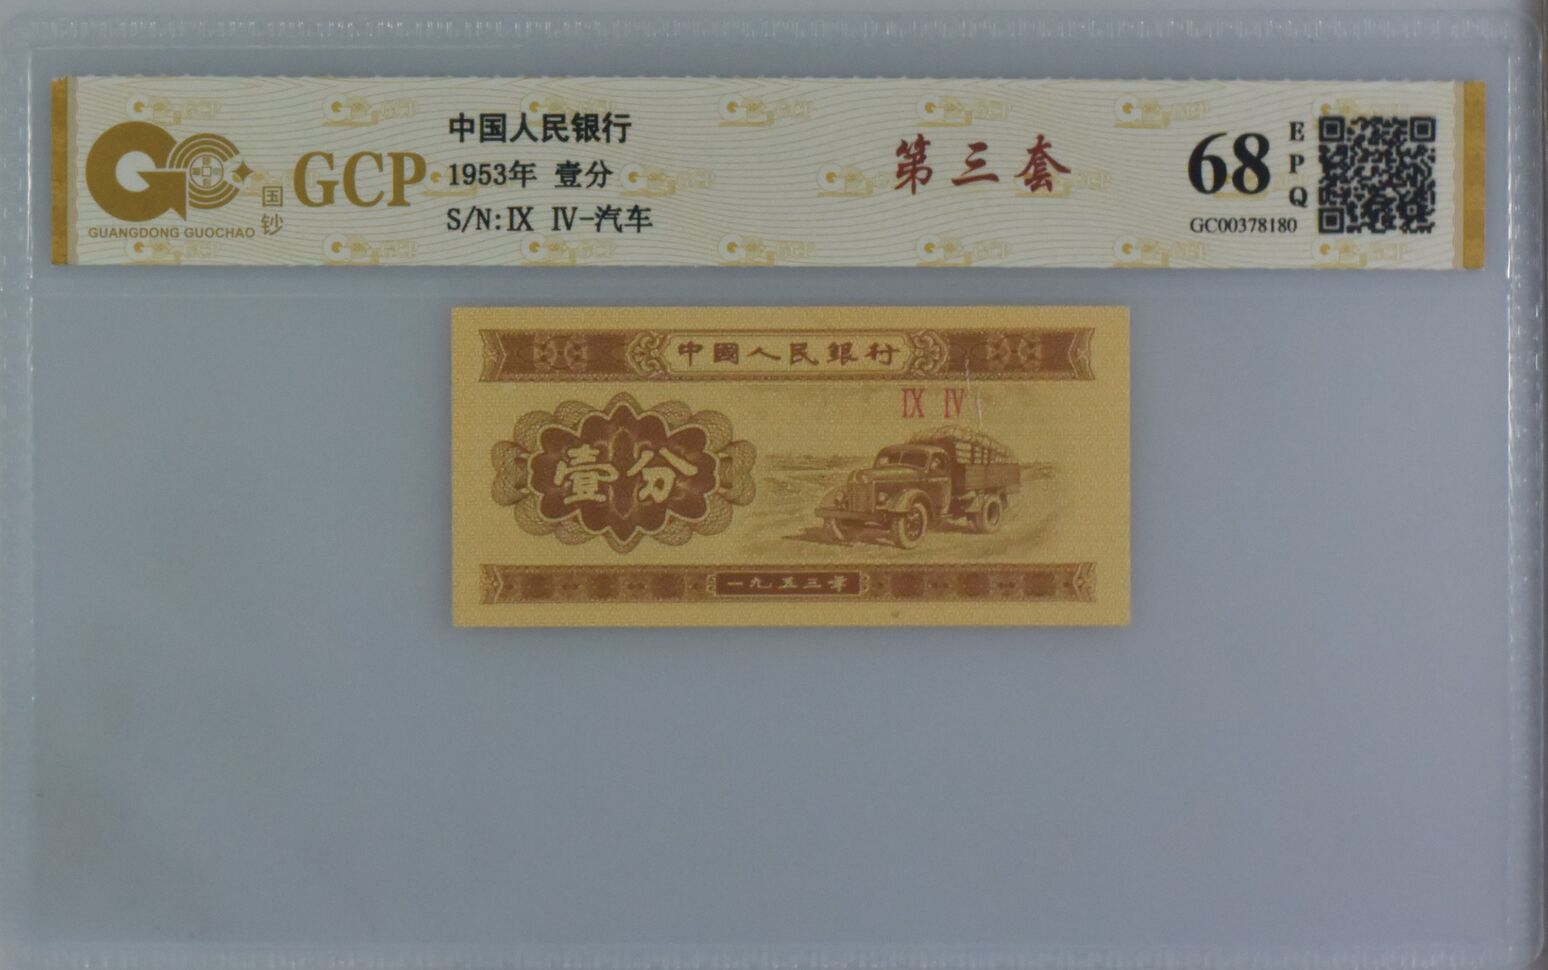 GUANGDONG GUOCHAO
国钞
GCP
中国人民银行
1953年 壹分
S/N:Ⅸ Ⅳ-汽车
第三套
68
EPQ
GC00378180
中國人民銀行
Ⅸ Ⅳ
壹分
一九五三年